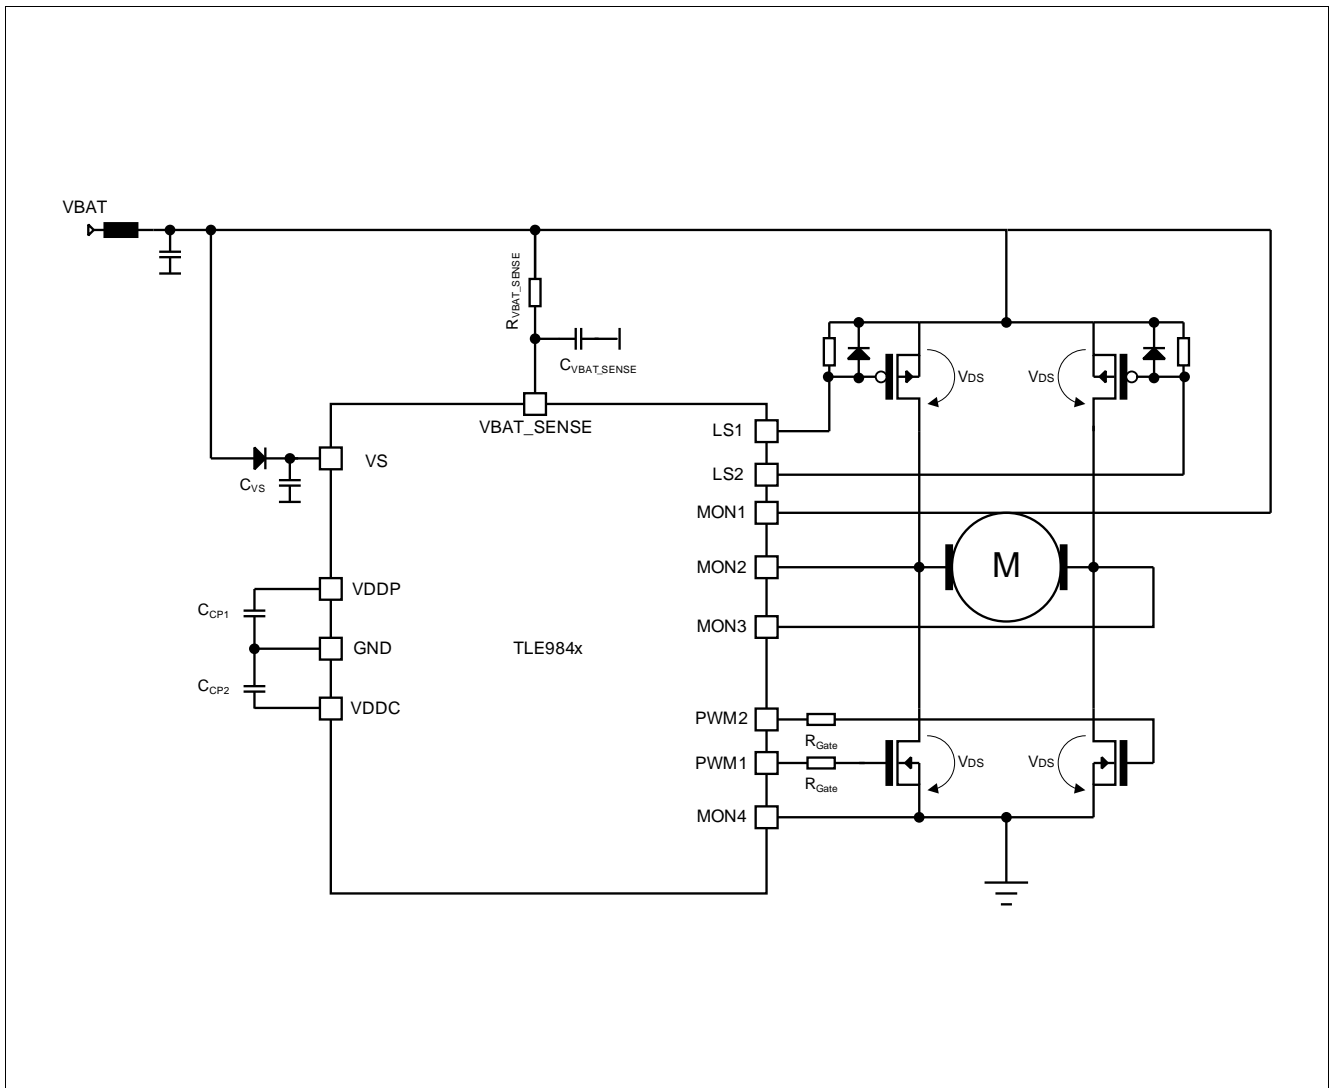 VBAT
RVBAT_SENSE
CVBAT_SENSE
VDS
VDS
VBAT_SENSE
LS1
VS
CVS
LS2
MON1
MON2
M
VDDP
CCP1
MON3
GND
TLE984x
CCP2
VDDC
PWM2
RGate
PWM1
VDS
VDS
RGate
MON4